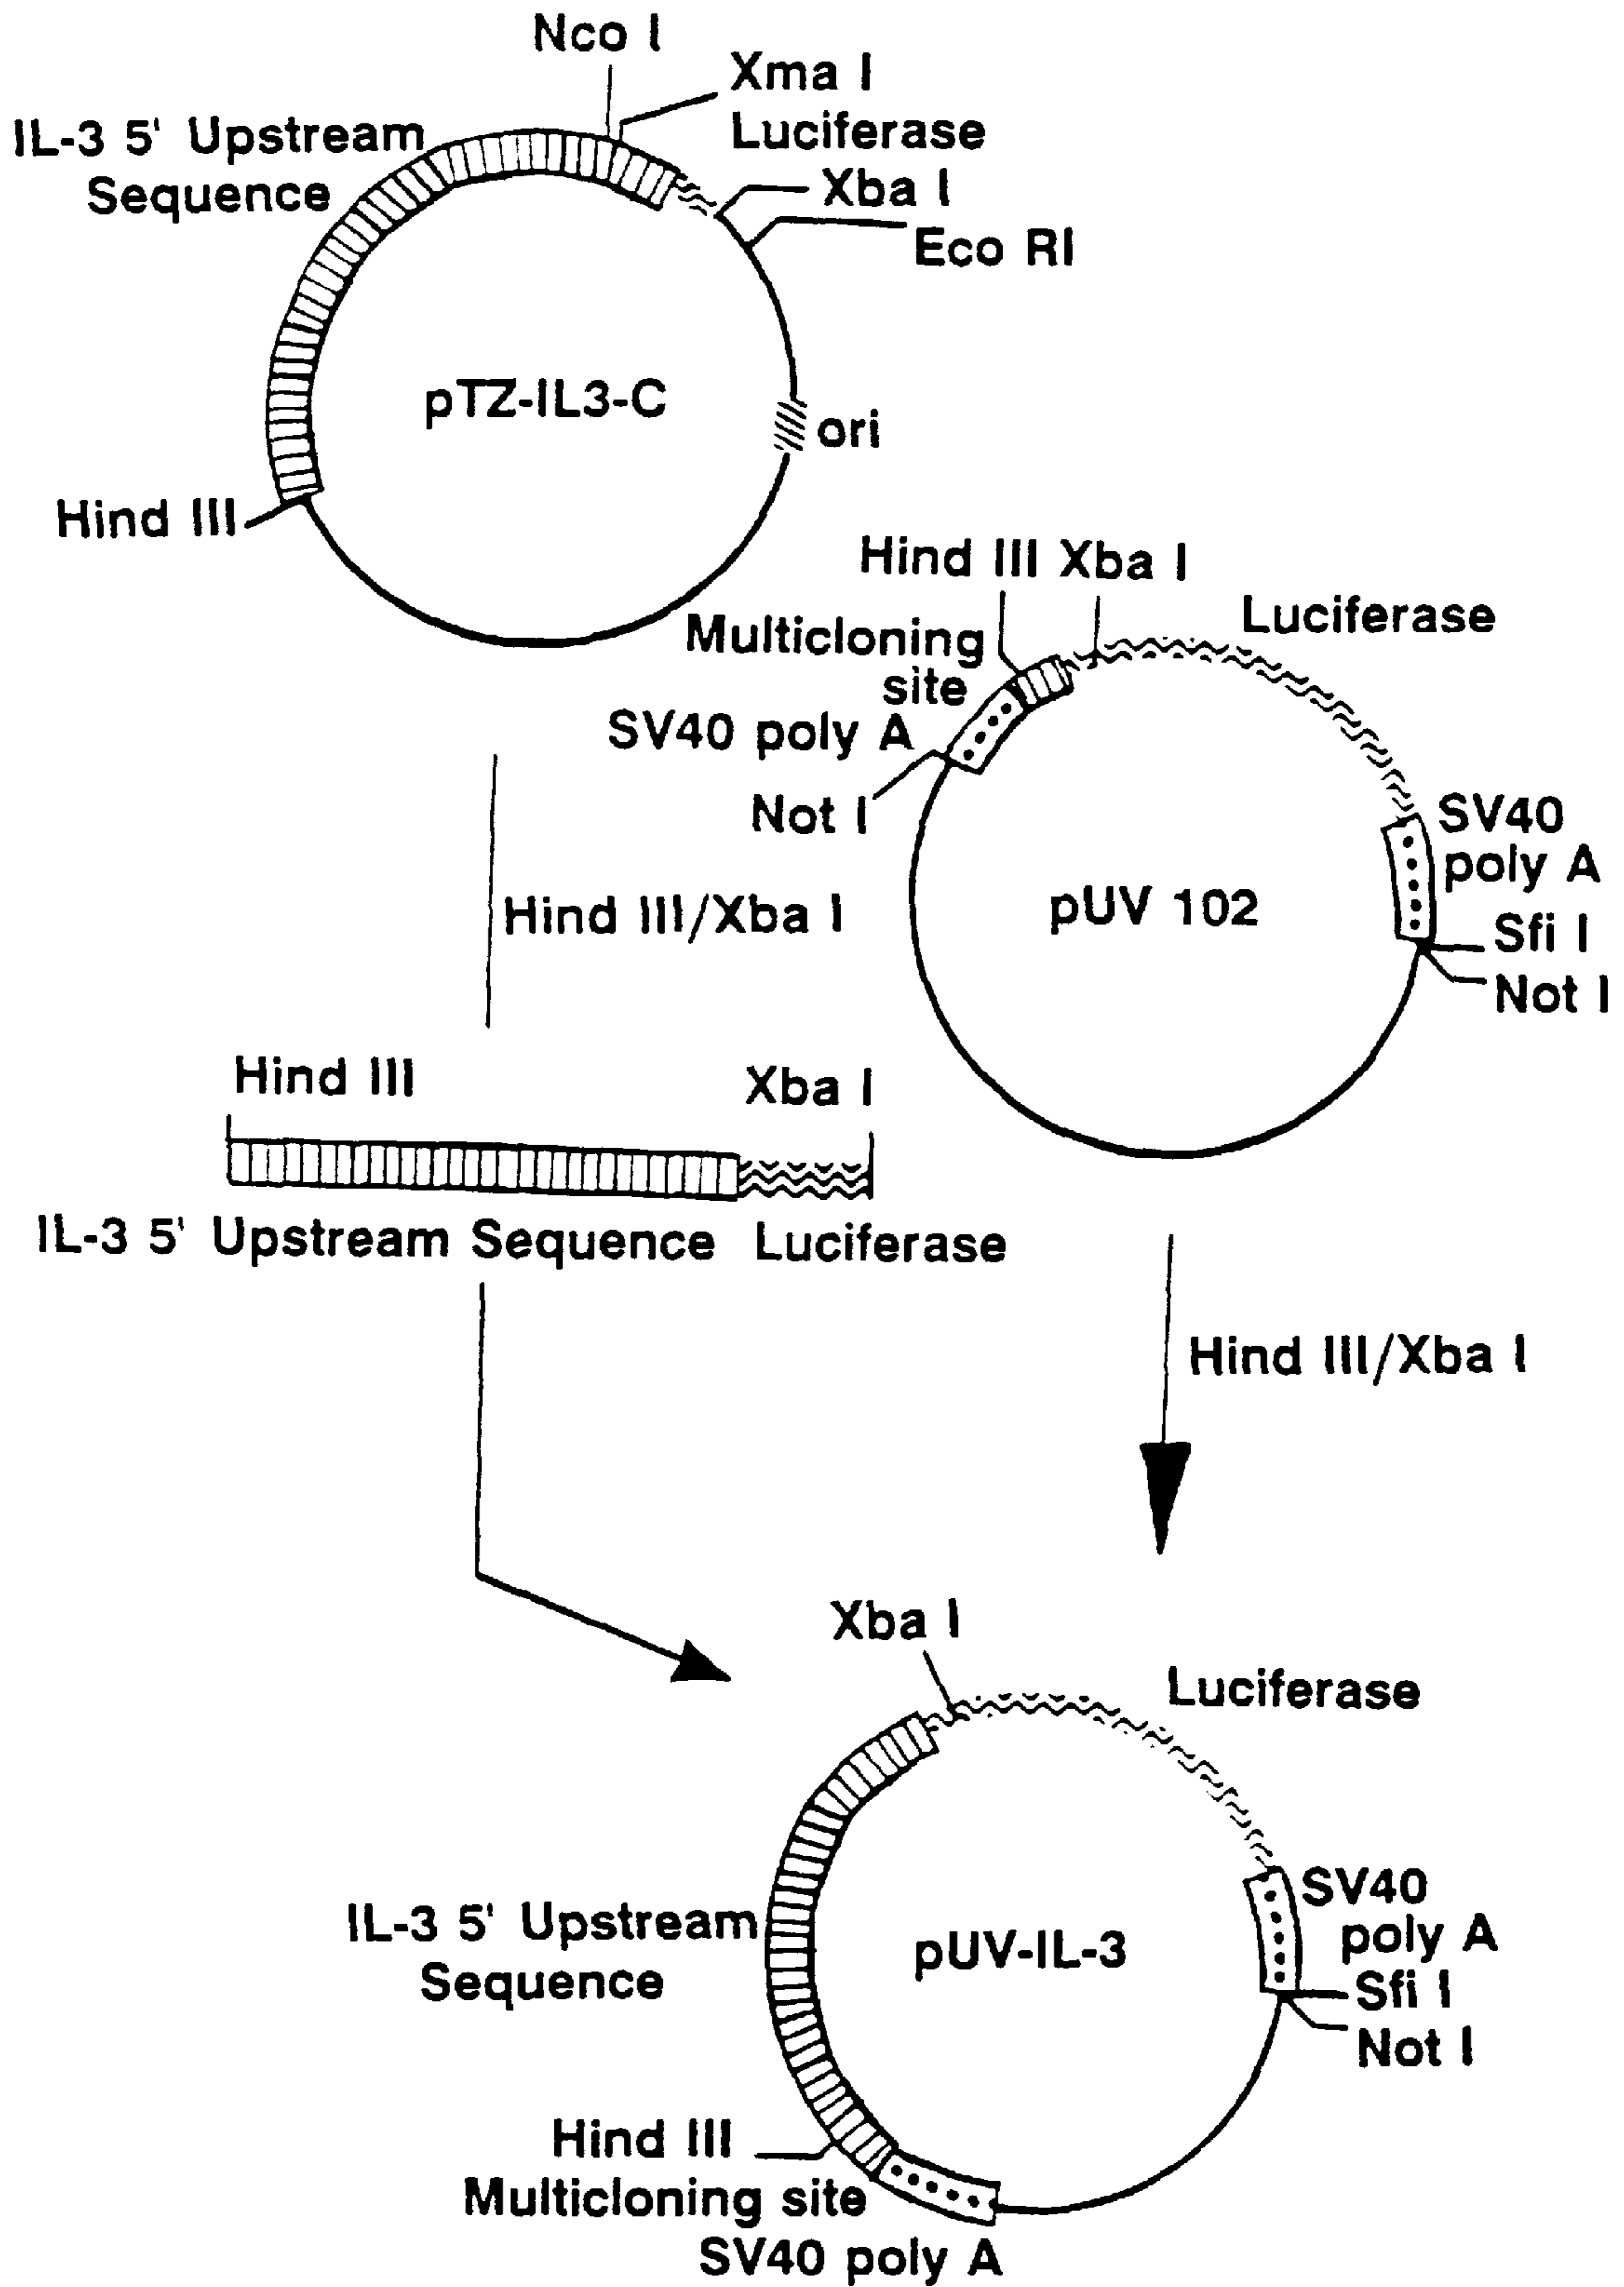 Nco I
Xma I
IL-3 5' Upstream
Sequence
Luciferase
Xba I
Eco RI
pTZ-IL3-C
ori
Hind III
Hind III Xba I
Luciferase
Multicloning
site
SV40 poly A
Not I
SV40
poly A
pUV 102
Sfi I
Not I
Hind III/Xba I
Hind III
Xba I
IL-3 5' Upstream Sequence Luciferase
Hind III/Xba I
Xba I
Luciferase
SV40
poly A
IL-3 5' Upstream
Sequence
pUV-IL-3
Sfi I
Not I
Hind III
Multicloning site
SV40 poly A